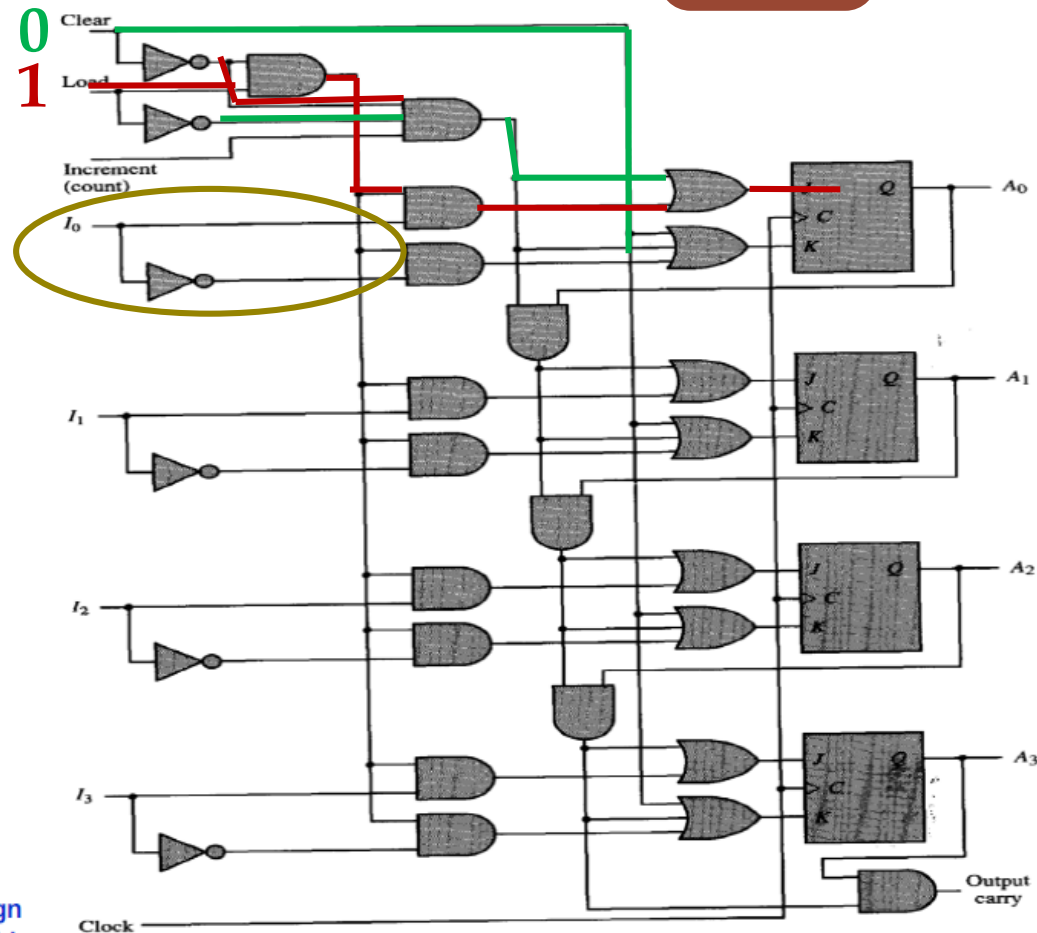 0
Clear
1
Load
Increment
(count)
I0
J
Q
A0
C
K
I1
J
Q
A1
C
K
I2
J
Q
A2
C
K
I3
J
Q
A3
C
K
Output
carry
gn
Clock